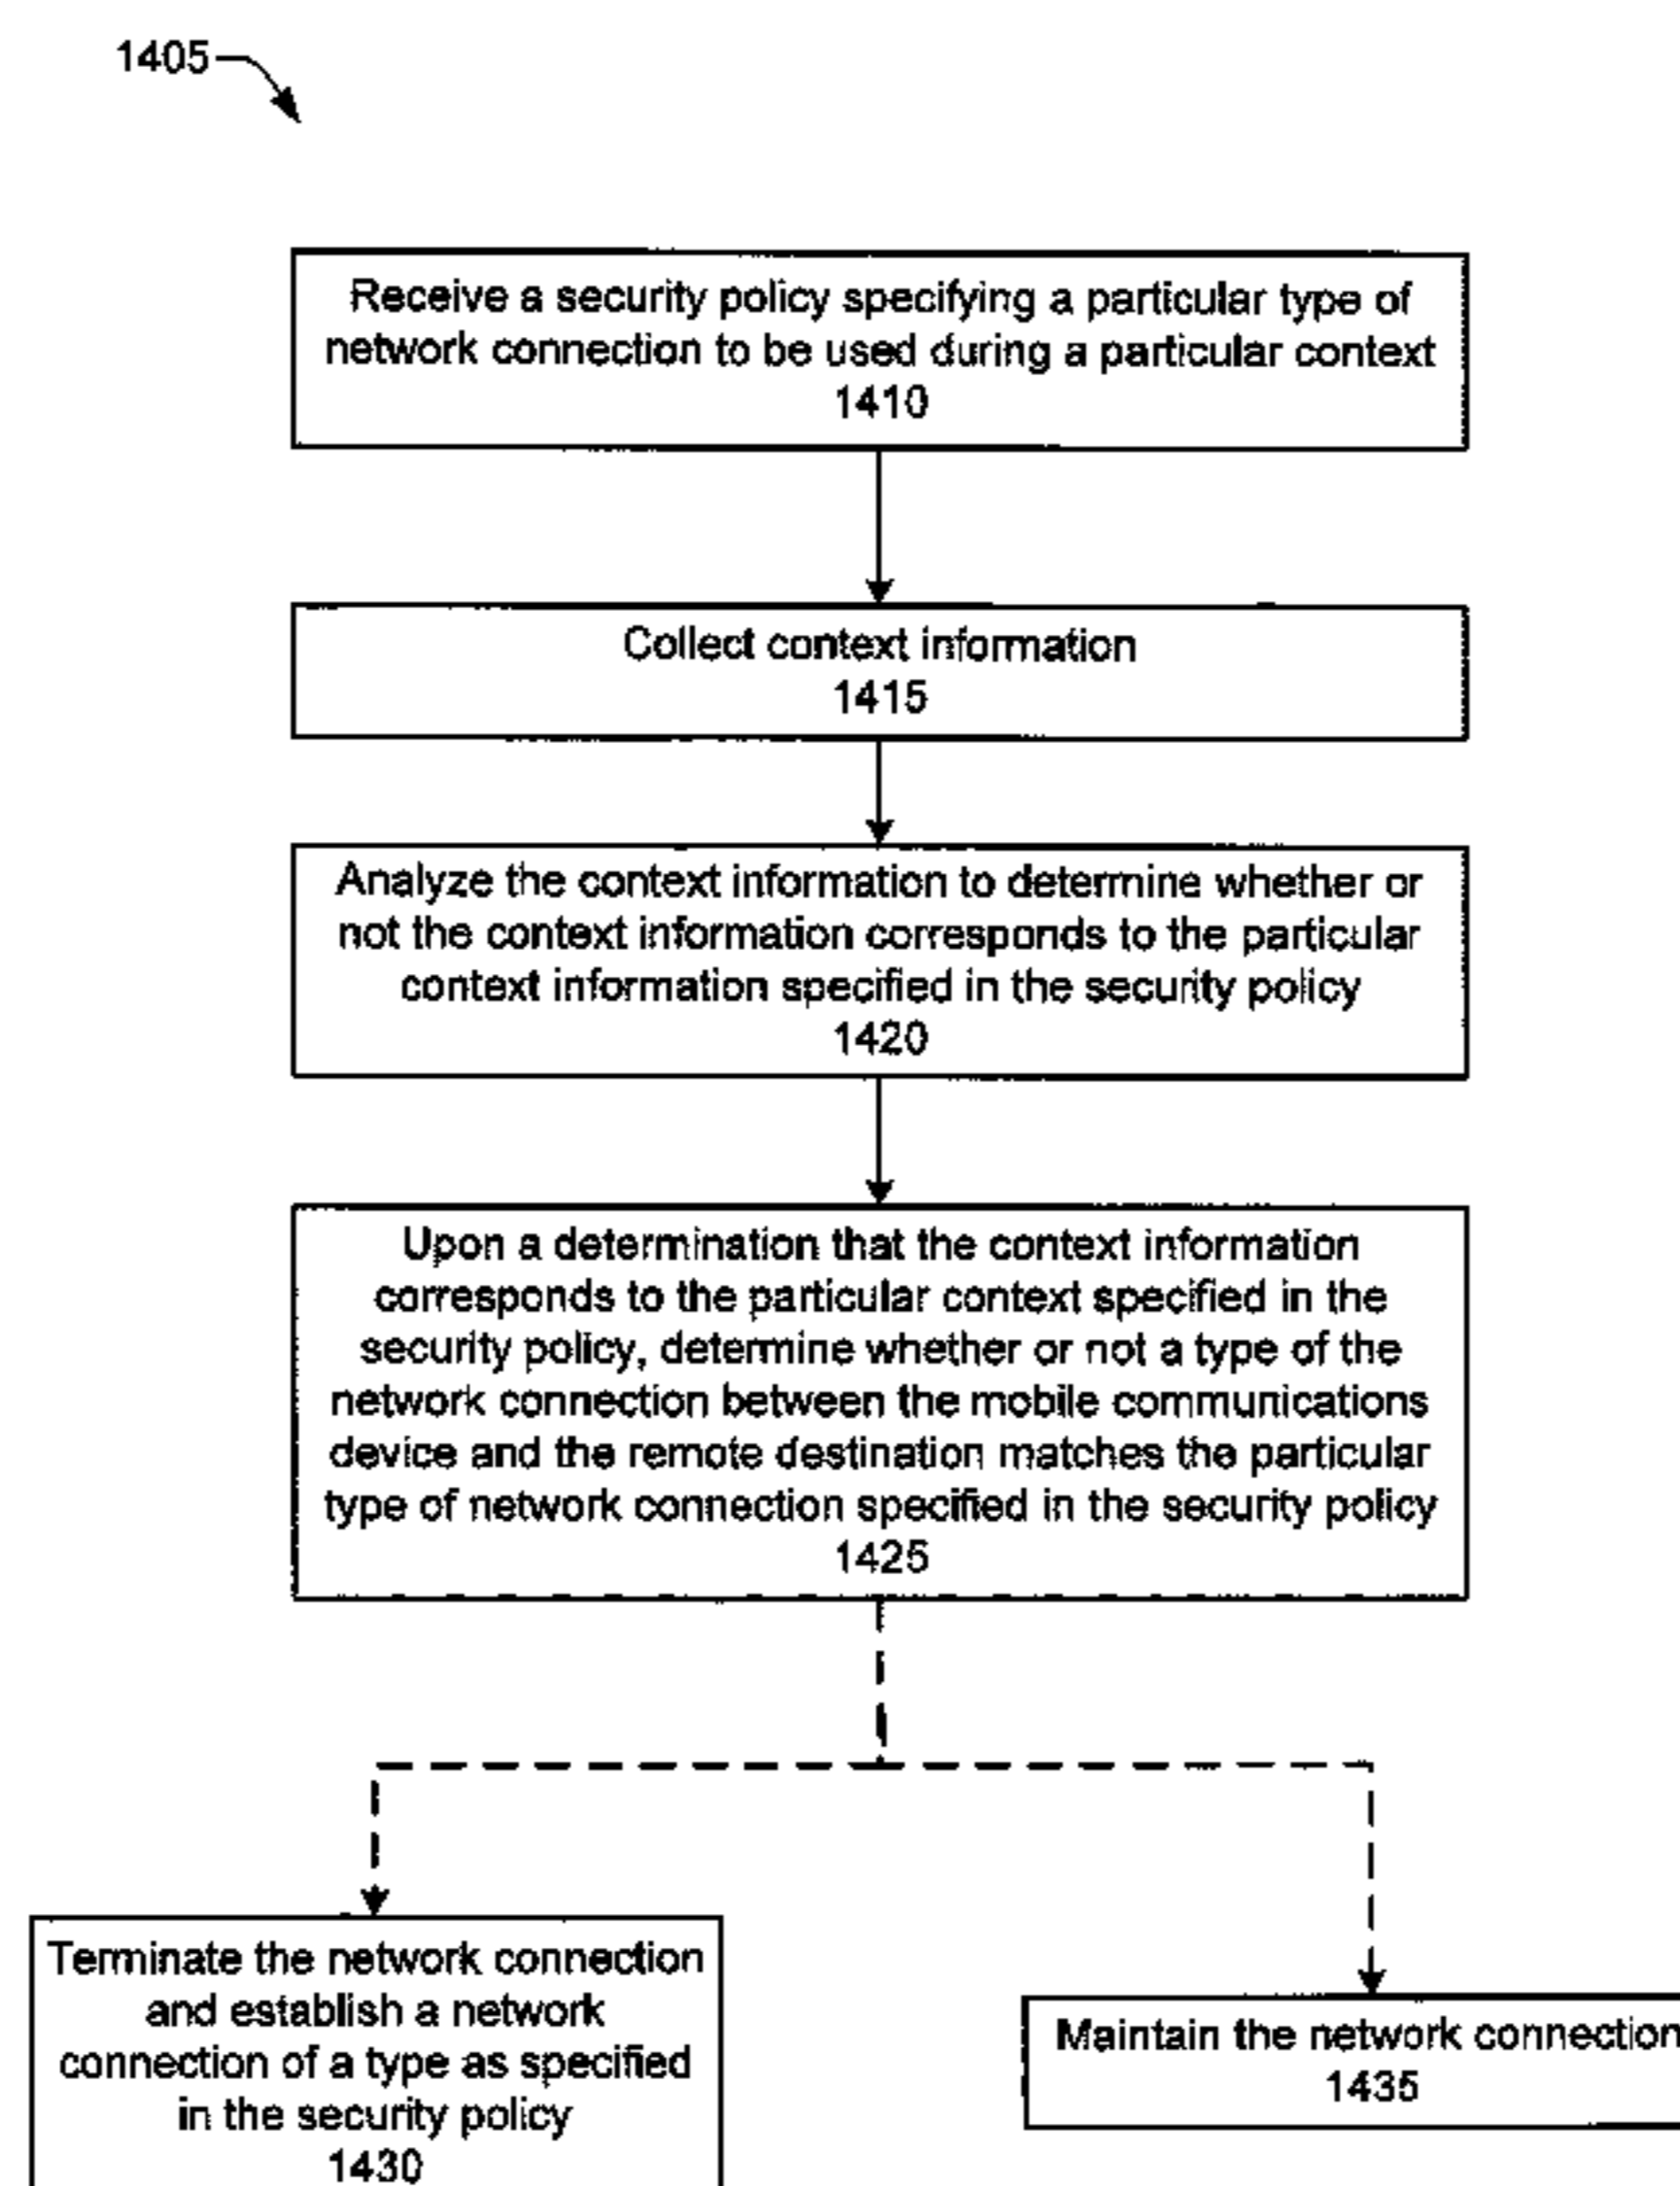 1405
Receive a security policy specifying a particular type of
network connection to be used during a particular context
1410
Collect context information
1415
Analyze the context information to determine whether or
not the context information corresponds to the particular
context information specified in the security policy
1420
Upon a determination that the context information
corresponds to the particular context specified in the
security policy, determine whether or not a type of the
network connection between the mobile communications
device and the remote destination matches the particular
type of network connection specified in the security policy
1425
Terminate the network connection
and establish a network
connection of a type as specified
in the security policy
1430
Maintain the network connection
1435